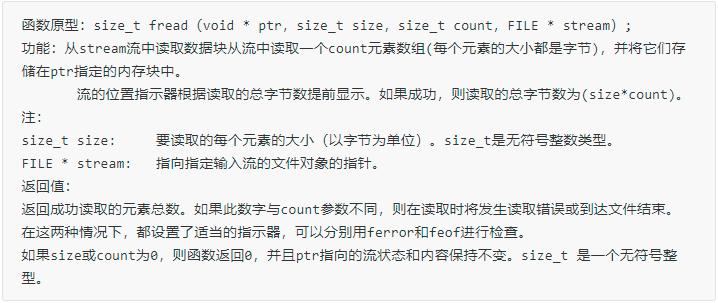 函数原型：size_t fread（void * ptr，size_t size，size_t count，FILE * stream）;
功能：从stream流中读取数据块从流中读取一个count元素数组(每个元素的大小都是字节)，并将它们存
储在ptr指定的内存块中。
流的位置指示器根据读取的总字节数提前显示。如果成功，则读取的总字节数为(size*count)。
注：
size_t size:     要读取的每个元素的大小（以字节为单位）。size_t是无符号整数类型。
FILE * stream:   指向指定输入流的文件对象的指针。
返回值：
返回成功读取的元素总数。如果此数字与count参数不同，则在读取时将发生读取错误或到达文件结束。
在这两种情况下，都设置了适当的指示器，可以分别用ferror和feof进行检查。
如果size或count为0，则函数返回0，并且ptr指向的流状态和内容保持不变。size_t 是一个无符号整
型。